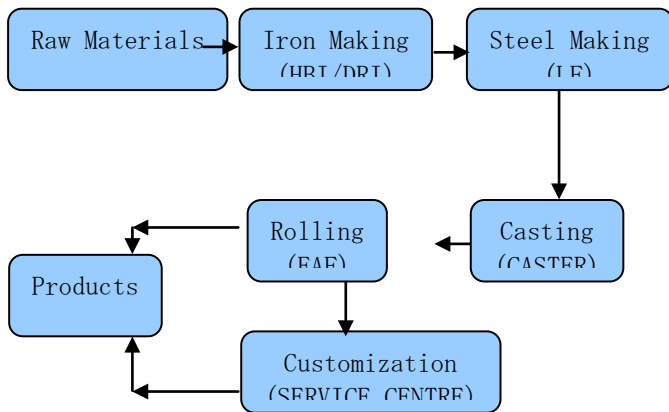 Raw Materials
Iron Making
(HBI/DRI)
Steel Making
(LF)
Casting
(CASTER)
Rolling
(EAF)
Products
Customization
(SERVICE CENTRE)